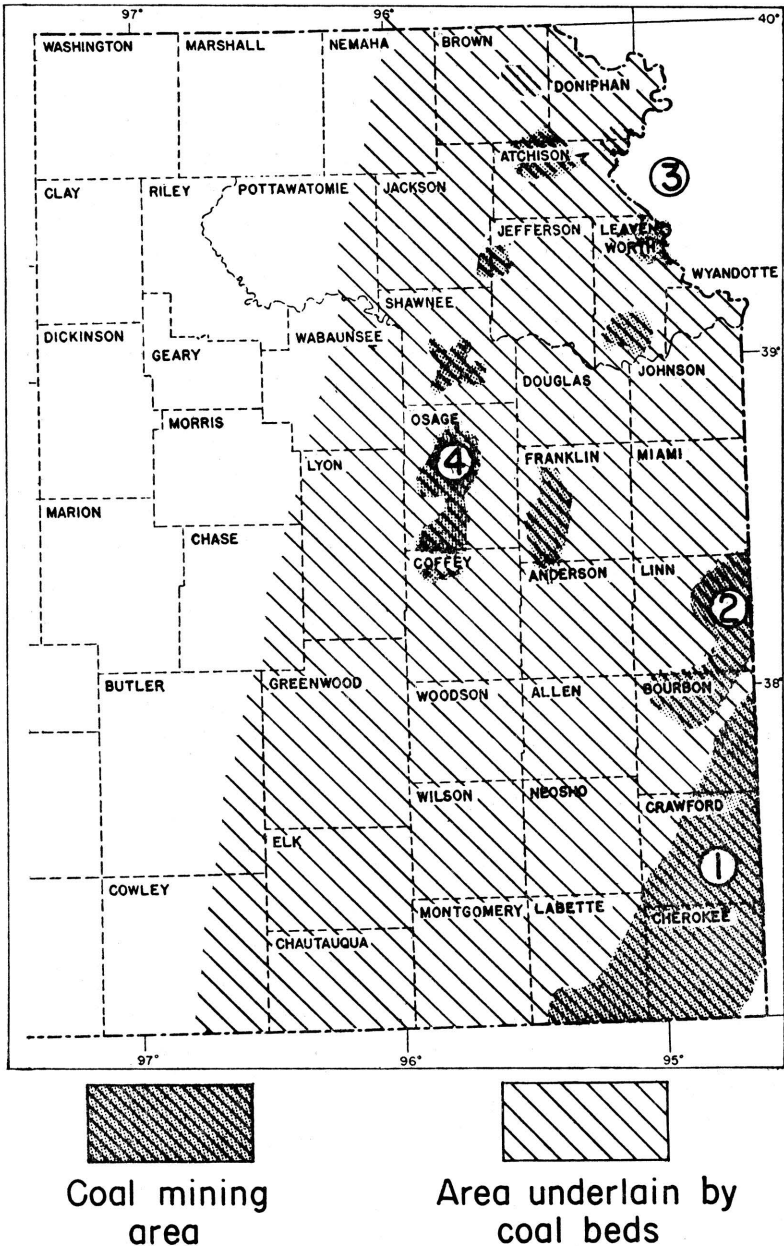 97°
96°
40°
WASHINGTON
MARSHALL
NEMAHA
BROWN
DONIPHAN
ATCHISON
3
CLAY
RILEY
POTTAWATOMIE
JACKSON
JEFFERSON
LEAVEN
WORTH
WYANDOTTE
SHAWNEE
DICKINSON
GEARY
WABAUNSEE
39°
DOUGLAS
JOHNSON
MORRIS
OSAGE
LYON
4
FRANKLIN
MIAMI
MARION
CHASE
COFFEY
ANDERSON
LINN
2
BUTLER
GREENWOOD
WOODSON
ALLEN
BOURBON
38°
WILSON
NEOSHO
CRAWFORD
ELK
1
COWLEY
MONTGOMERY
LABETTE
CHEROKEE
CHAUTAUQUA
97°
96°
95°
Coal mining
area
Area underlain by
coal beds